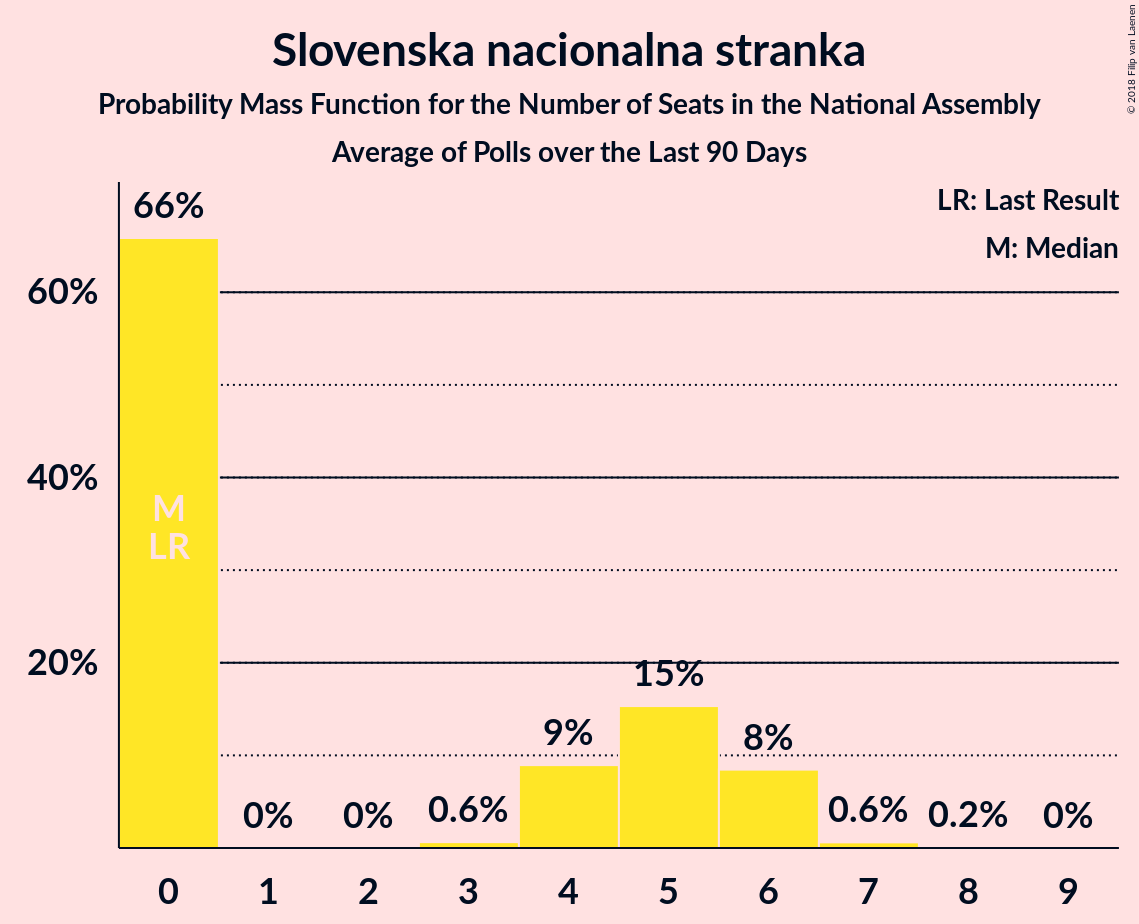 Slovenska nacionalna stranka
Probability Mass Function for the Number of Seats in the National Assembly
Average of Polls over the Last 90 Days
© 2018 Filip van Laenen
LR: Last Result
M: Median
66%
60%
40%
M
LR
20%
15%
9%
8%
0%
0%
0.6%
0.6%
0.2%
0%
0 1 2 3 4 5 6 7 8 9